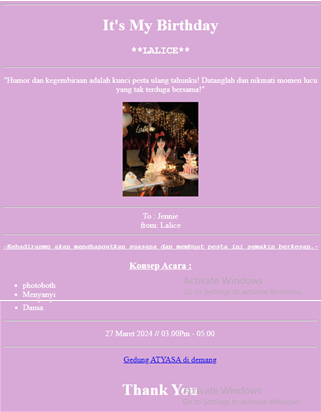 It's My Birthday
**LALICE**
"Humor dan kegembiraan adalah kunci pesta ulang tahunku! Datanglah dan nikmati momen lucu
yang tak terduga bersama!"
To : Jennie
from: Lalice
-Kehadiranmu akan menghangatkan suasana dan membuat pesta ini semakin berkesan.-
Konsep Acara :
photoboth
Menyanyi
Dansa
Activate Windows
Go to Settings to activate Windows.
27 Maret 2024 // 03.00Pm - 05.00
Gedung ATYASA di demang
Thank You
Activate Windows
Go to Settings to activate Windows.